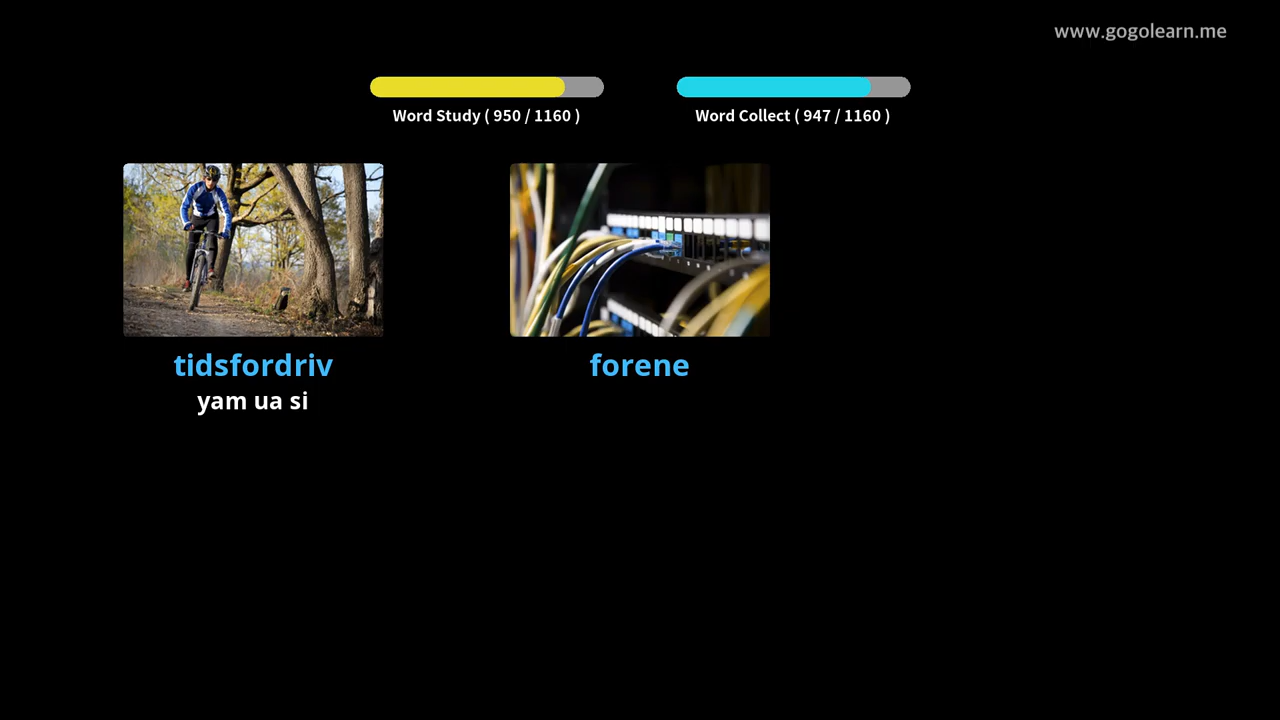 www.gogolearn.me
Word Study ( 950 / 1160 )
Word Collect ( 947 / 1160 )
tidsfordriv
forene
yam ua si